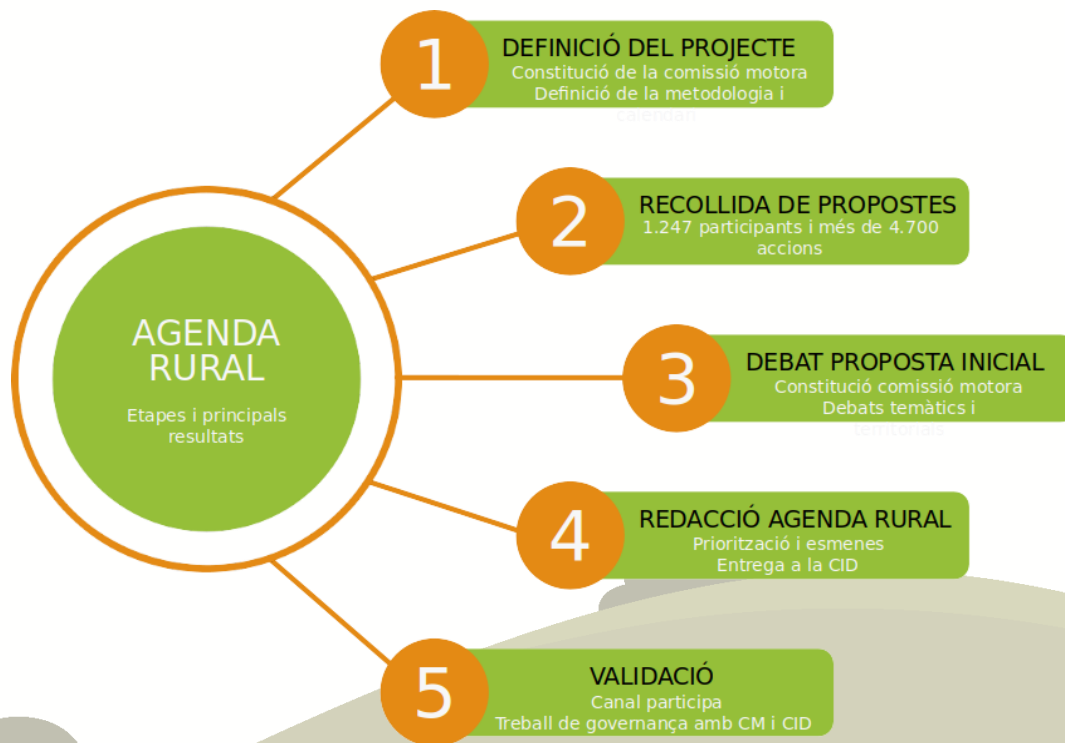 AGENDA
RURAL
Etapes i principals
resultats
1
DEFINICIÓ DEL PROJECTE
Constitució de la comissió motora
Definició de la metodologia i
calendari
2
RECOLLIDA DE PROPOSTES
1.247 participants i més de 4.700
accions
3
DEBAT PROPOSTA INICIAL
Constitució comissió motora
Debats temàtics i
territorials
4
REDACCIÓ AGENDA RURAL
Priorització i esmenes
Entrega a la CID
5
VALIDACIÓ
Canal participa
Treball de governança amb CM i CID